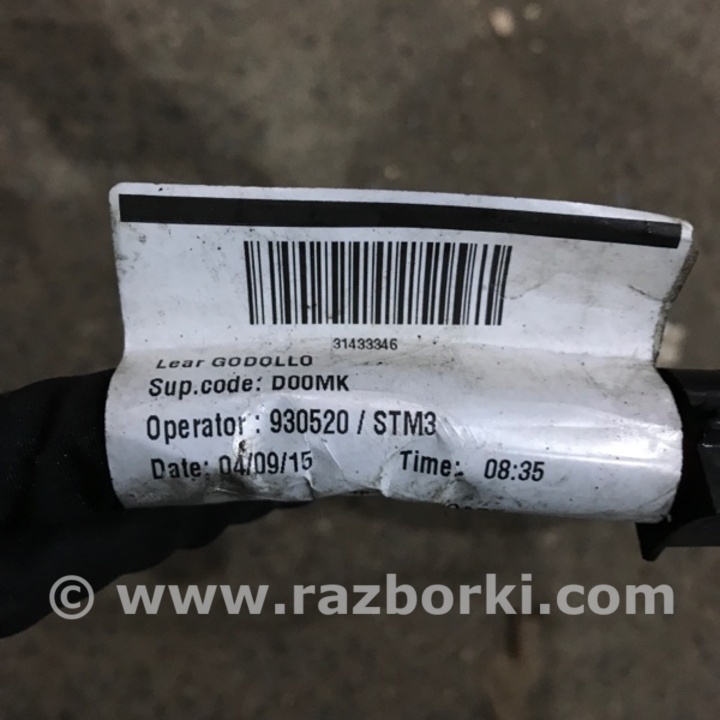 31433346
Lear GODOLLO
Sup.code: D00MK
Operator : 930520 / STM3
Date: 04/09/15 Time: 08:35
© www.razborki.com